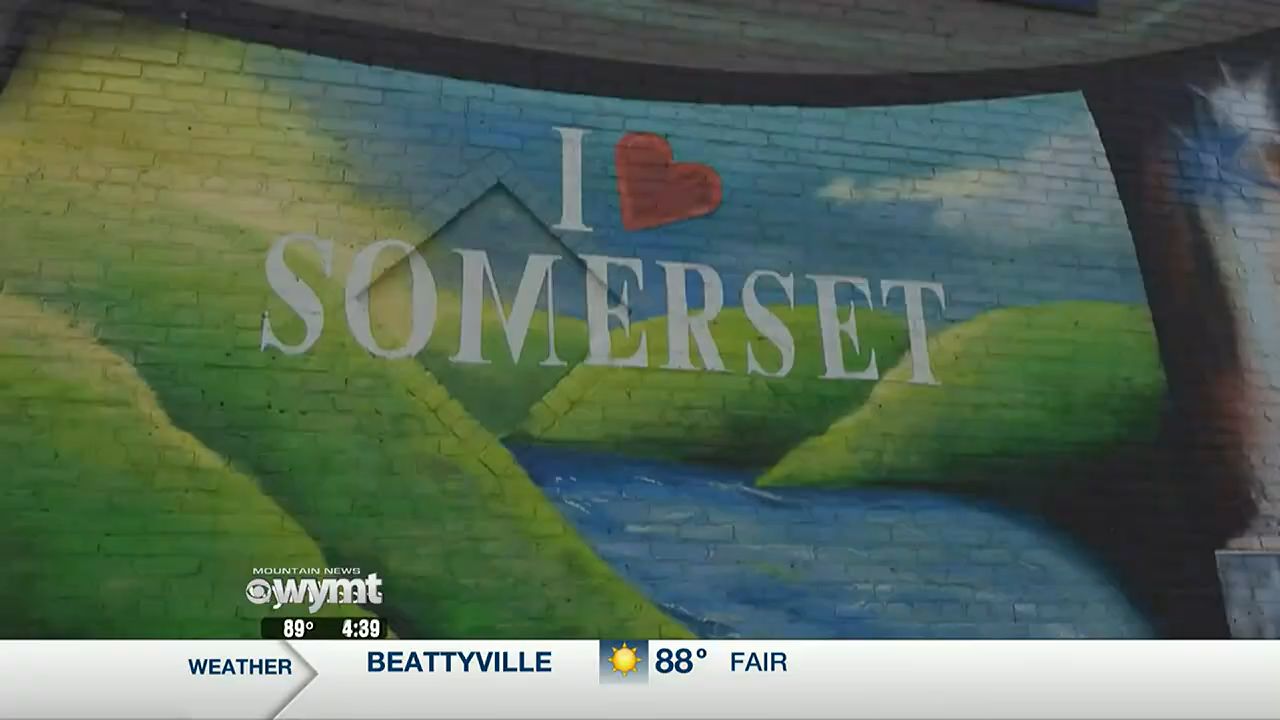 I
SOMERSET
MOUNTAIN NEWS
wymt
89° 4:39
WEATHER BEATTYVILLE 88° FAIR